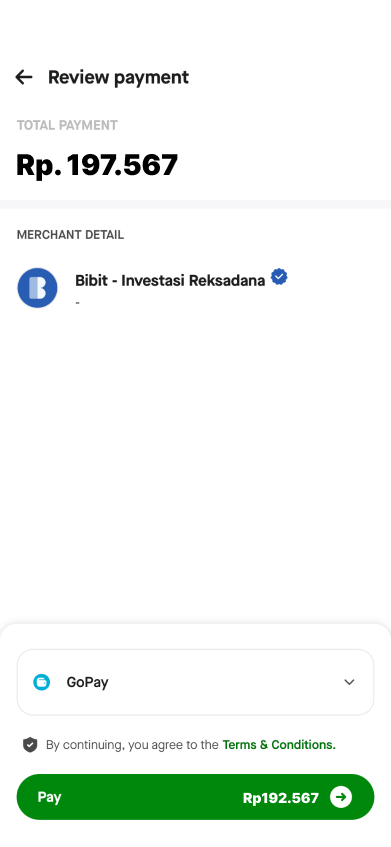 Review payment
TOTAL PAYMENT
Rp. 197.567
MERCHANT DETAIL
Bibit - Investasi Reksadana
-
GoPay
By continuing, you agree to the Terms & Conditions.
Pay Rp192.567